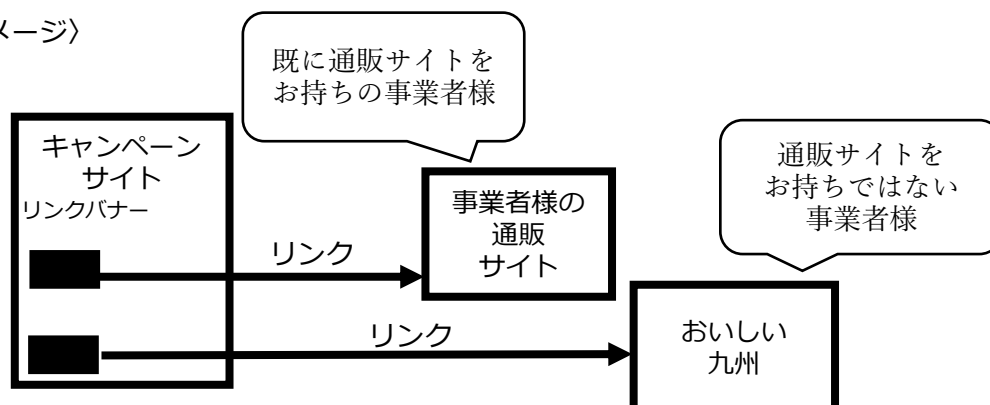 メージ〉
既に通販サイトを
お持ちの事業者様
キャンペーン
サイト
リンクバナー
リンク
事業者様の
通販
サイト
通販サイトを
お持ちではない
事業者様
リンク
おいしい
九州